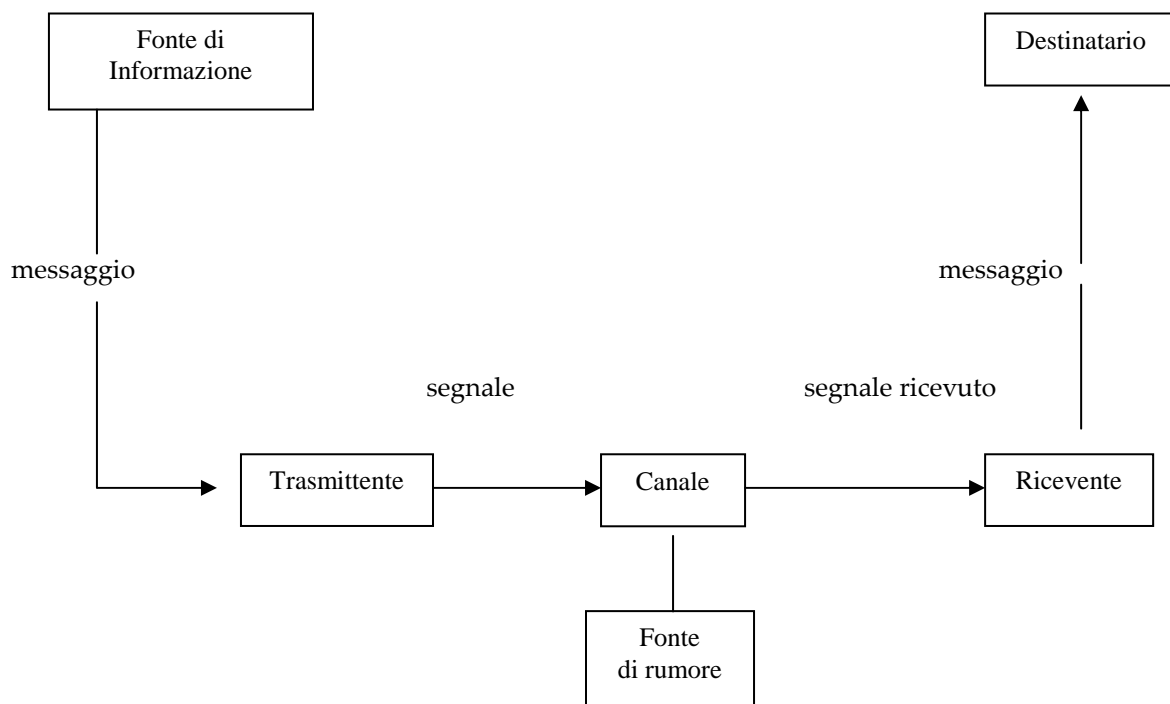 Fonte di
Informazione
Destinatario
messaggio
messaggio
segnale
segnale ricevuto
Trasmittente
Canale
Ricevente
Fonte
di rumore